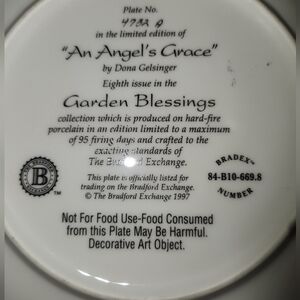 Plate No.
in the limited edition of
"An Angel's Grace"
by Dona Gelsinger
Eighth issue in the
Garden Blessings
collection which is produced on hard-fire
porcelain in an edition limited to a maximum
of 95 firing days and crafted to the
exacting standards of
The Exchange.
This plate is officially listed for
trading on the Bradford Exchange.
© The Bradford Exchange 1997
B
TM
BRADEX™
84-B10-669.8
NUMBER
Not For Food Use-Food Consumed
from this Plate May Be Harmful.
Decorative Art Object.